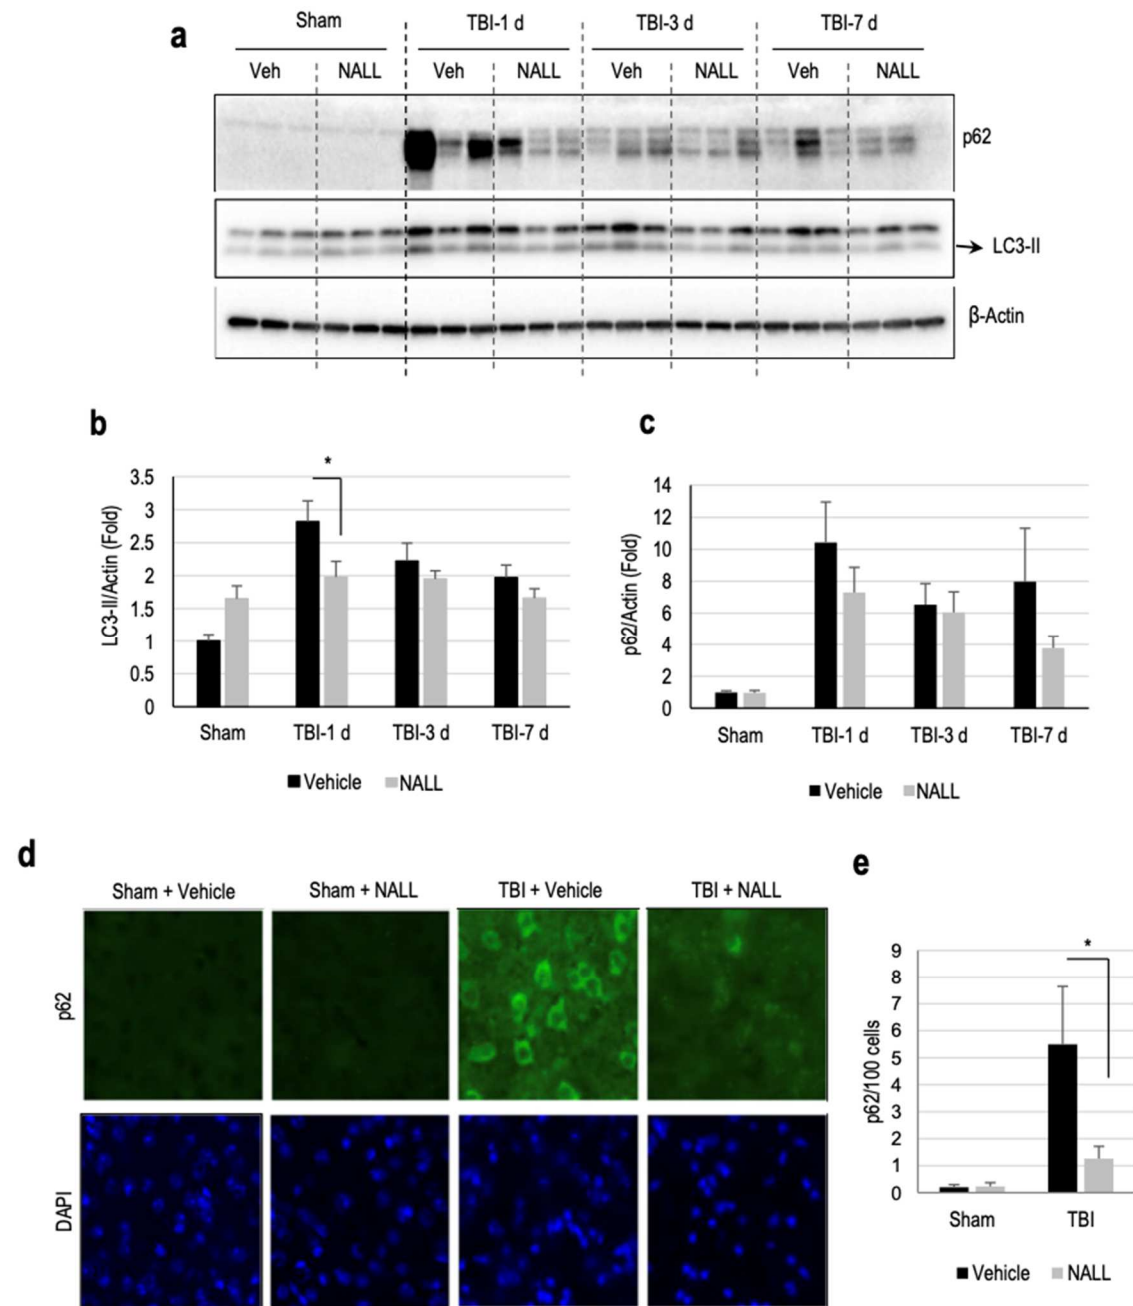 a
Sham TBI-1 d TBI-3 d TBI-7 d
Veh NALL Veh NALL Veh NALL Veh NALL
p62
LC3-II
β-Actin
b
*
LC3-II/Actin (Fold)
3.5
3
2.5
2
1.5
1
0.5
0
Sham TBI-1 d TBI-3 d TBI-7 d
Vehicle NALL
c
p62/Actin (Fold)
14
12
10
8
6
4
2
0
Sham TBI-1 d TBI-3 d TBI-7 d
Vehicle NALL
d
Sham + Vehicle Sham + NALL TBI + Vehicle TBI + NALL
p62
DAPI
e
*
p62/100 cells
9
8
7
6
5
4
3
2
1
0
Sham TBI
Vehicle NALL